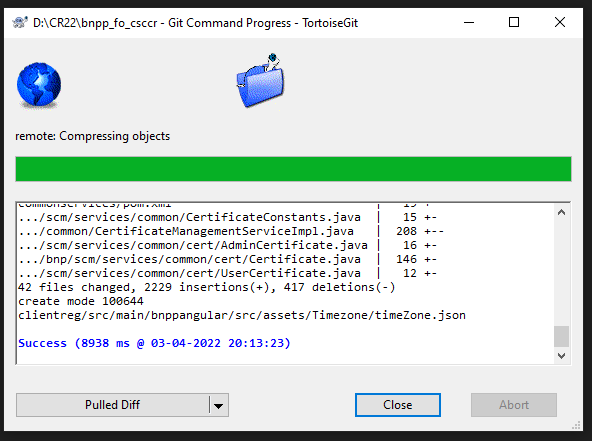 D:\CR22\bnpp_fo_csccr - Git Command Progress - TortoiseGit
remote: Compressing objects
commonservices/pom.xml | 15 +
.../scm/services/common/CertificateConstants.java | 15 +-
.../common/CertificateManagementServiceImpl.java | 208 +--
.../scm/services/common/cert/AdminCertificate.java | 16 +-
.../bnp/scm/services/common/cert/Certificate.java | 146 +-
.../scm/services/common/cert/UserCertificate.java | 12 +-
42 files changed, 2229 insertions(+), 417 deletions(-)
create mode 100644
clientreg/src/main/bnppangular/src/assets/Timezone/timeZone.json
Success (8938 ms @ 03-04-2022 20:13:23)
Pulled Diff
Close
Abort